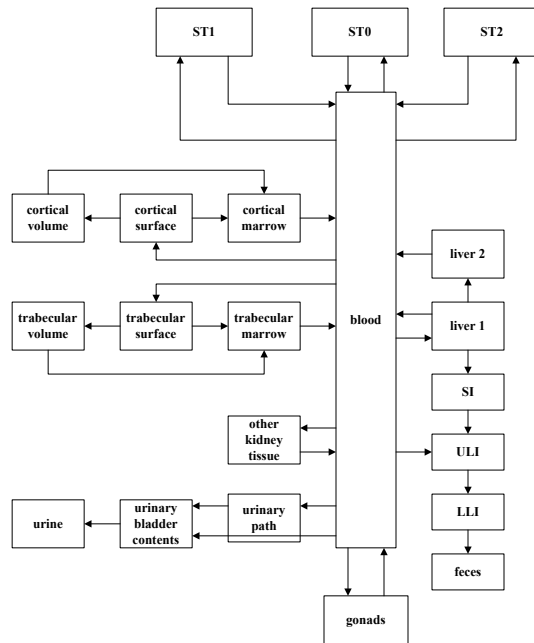 ST1
ST0
ST2
cortical
volume
cortical
surface
cortical
marrow
liver 2
trabecular
volume
trabecular
surface
trabecular
marrow
blood
liver 1
SI
other
kidney
tissue
ULI
urine
urinary
bladder
contents
urinary
path
LLI
feces
gonads